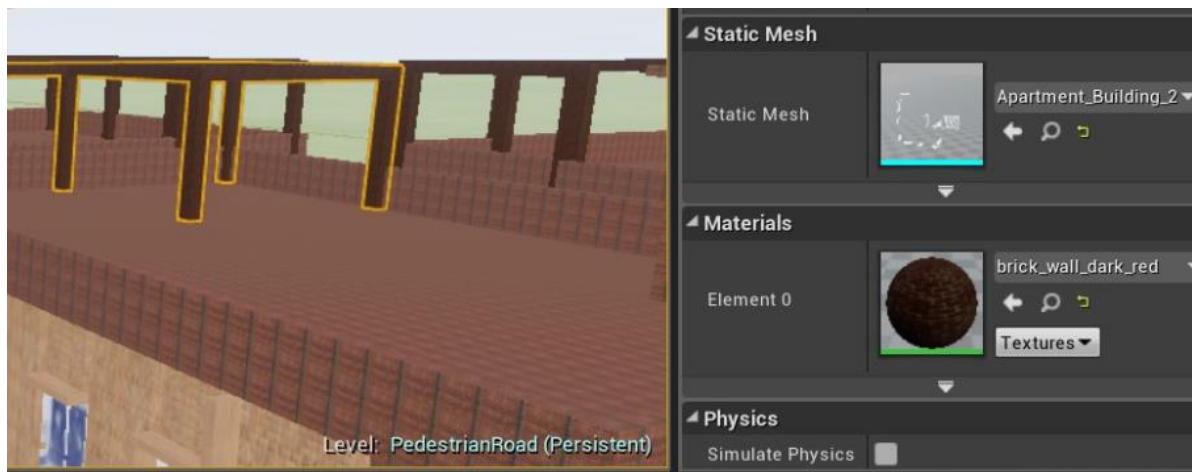 Static Mesh
Static Mesh
Apartment_Building_2
Materials
Element 0
brick_wall_dark_red
Textures
Physics
Simulate Physics
Level: PedestrianRoad (Persistent)